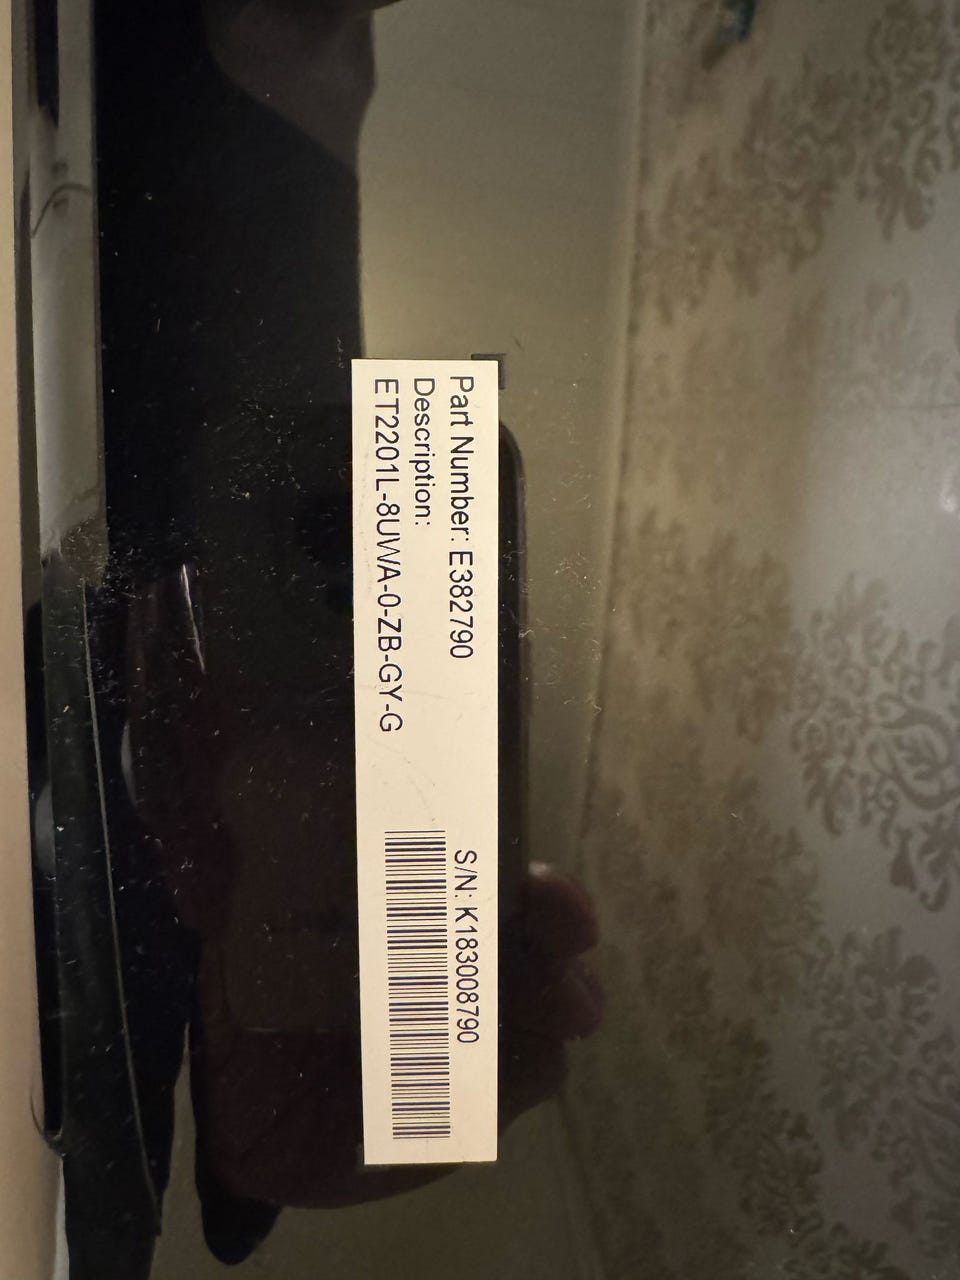 Part Number: E382790
Description:
ET2201L-8UWA-0-ZB-GY-G
S/N: K183008790